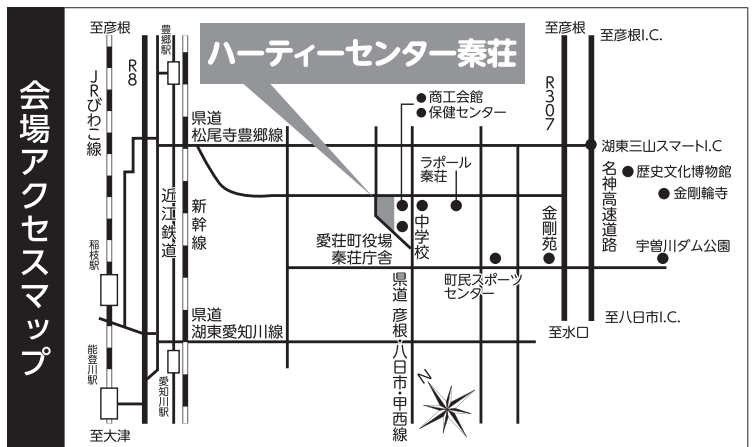 会場アクセスマップ
至彦根
JRびわこ線
R8
豊郷駅
ハーティーセンター秦荘
至彦根
至彦根I.C.
R307
商工会館
保健センター
県道
松尾寺豊郷線
湖東三山スマートI.C
ラポール
秦荘
名神高速道路
歴史文化博物館
金剛輪寺
近江鉄道
新幹線
中学校
金剛苑
愛荘町役場
秦荘庁舎
宇曽川ダム公園
稲枝駅
町民スポーツ
センター
県道 彦根・八日市・甲西線
県道
湖東愛知川線
至八日市I.C.
至水口
能登川駅
愛知川駅
N
至大津